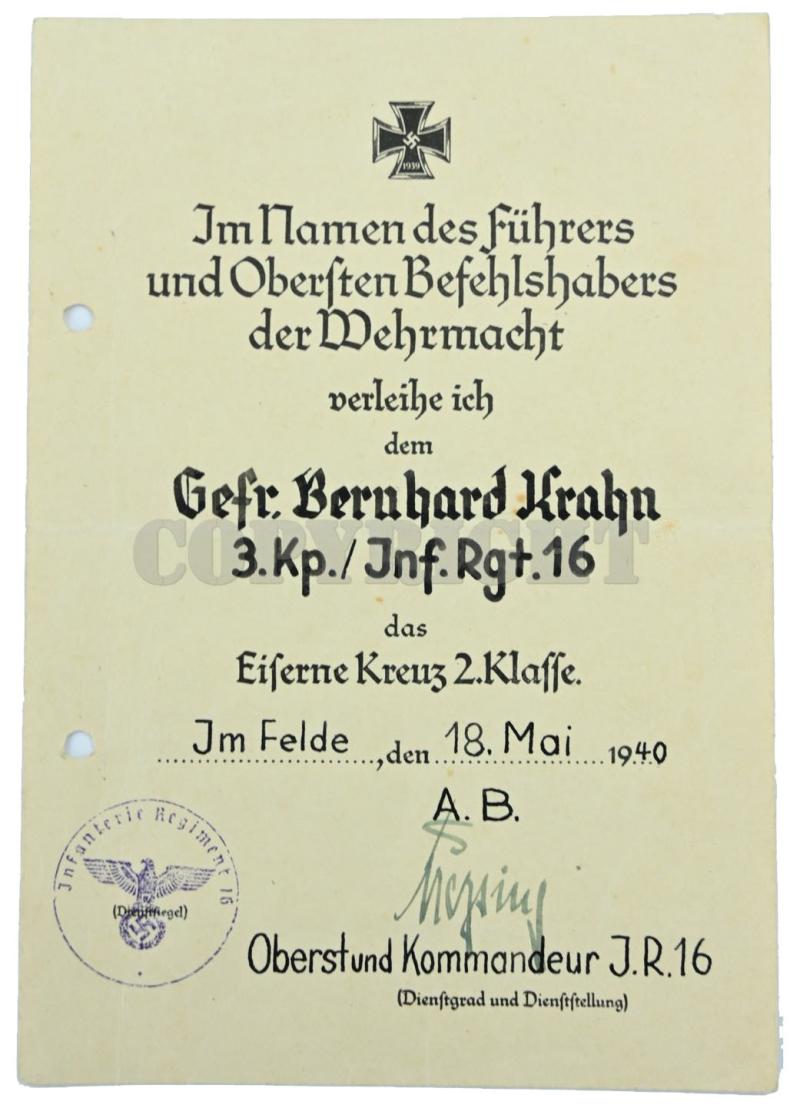 1939
Im Namen des Führers
und Oberſten Befehlshabers
der Wehrmacht
verleihe ich
dem
Gefr. Bernhard Krahn
COPYRIGHT
3. Kp./ Jnf. Rgt. 16
das
Eiſerne Kreuz 2. Klaſſe.
Jm Felde, den 18. Mai 1940
A. B.
Infanterie Regiment 16
(Dienſtſiegel)
Oberst und Kommandeur J.R. 16
(Dienſtgrad und Dienſtſtellung)